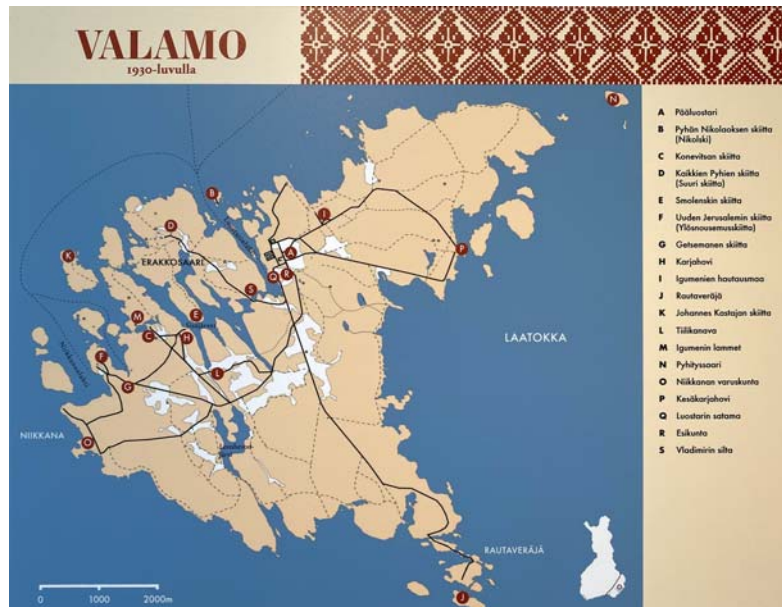 VALAMO
1930-luvulla
N
A Pääluostari
B Pyhän Nikolaoksen skiitta
(Nikolski)
C Konevitsan skiitta
D Kaikkien Pyhien skiitta
(Suuri skiitta)
E Smolenskin skiitta
F Uuden Jerusalemin skiitta
(Ylösnousemusskiitta)
G Getsemanen skiitta
H Karjahovi
I Igumenien hautausmaa
J Rautaveräjä
K Johannes Kastajan skiitta
L Tiilikanava
M Igumenin lammet
N Pyhityssaari
O Niikkanan varuskunta
P Kesäkarjahovi
Q Luostarin satama
R Esikunta
S Vladimirin silta
B
I
D
K
ERAKKOSAARI
A
P
Q
R
S
M
E
C
H
LAATOKKA
F
G
L
NIIKKANA
O
RAUTAVERÄJÄ
J
0 1000 2000m